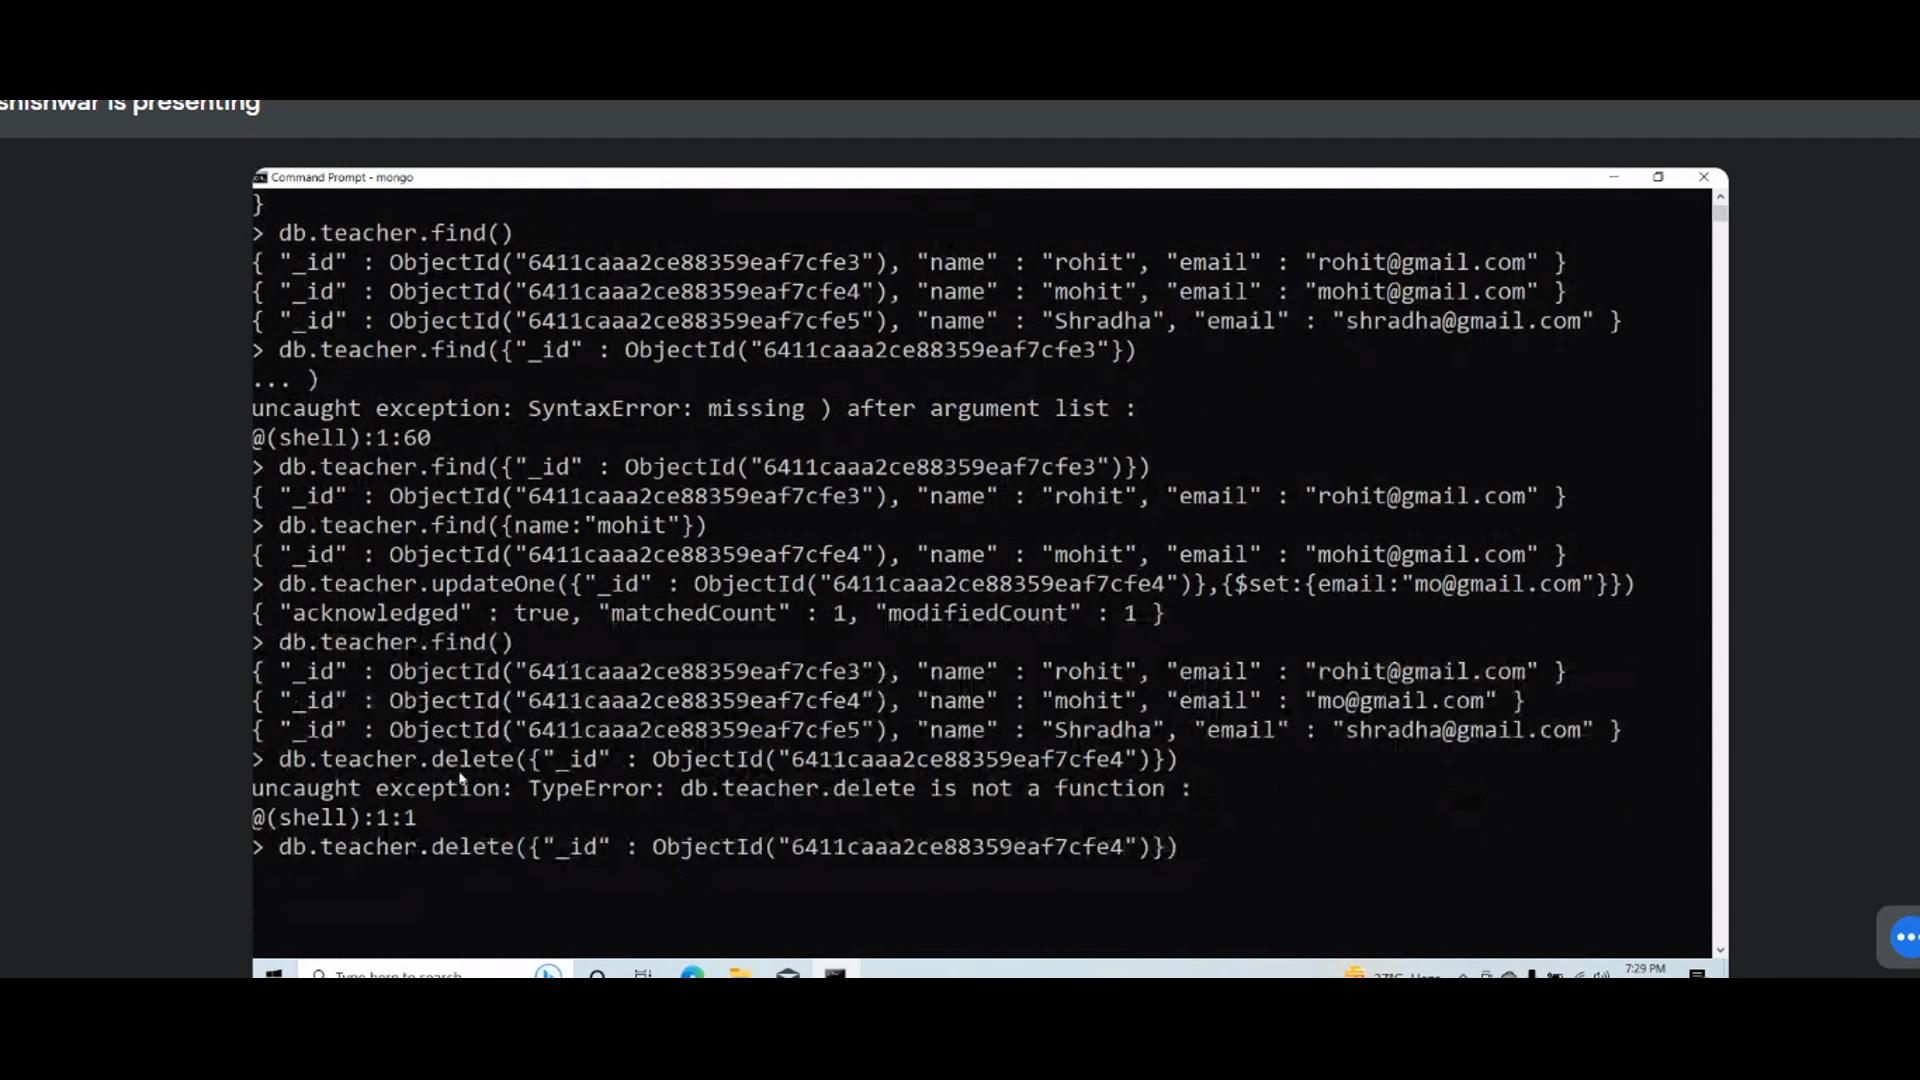 shishwar is presenting
Command Prompt - mongo
}
> db.teacher.find()
{ "_id" : ObjectId("6411caaa2ce88359eaf7cfe3"), "name" : "rohit", "email" : "rohit@gmail.com" }
{ "_id" : ObjectId("6411caaa2ce88359eaf7cfe4"), "name" : "mohit", "email" : "mohit@gmail.com" }
{ "_id" : ObjectId("6411caaa2ce88359eaf7cfe5"), "name" : "Shradha", "email" : "shradha@gmail.com" }
> db.teacher.find({"_id" : ObjectId("6411caaa2ce88359eaf7cfe3"})
... )
uncaught exception: SyntaxError: missing ) after argument list :
@(shell):1:60
> db.teacher.find({"_id" : ObjectId("6411caaa2ce88359eaf7cfe3")})
{ "_id" : ObjectId("6411caaa2ce88359eaf7cfe3"), "name" : "rohit", "email" : "rohit@gmail.com" }
> db.teacher.find({name:"mohit"})
{ "_id" : ObjectId("6411caaa2ce88359eaf7cfe4"), "name" : "mohit", "email" : "mohit@gmail.com" }
> db.teacher.updateOne({"_id" : ObjectId("6411caaa2ce88359eaf7cfe4")},{$set:{email:"mo@gmail.com"}})
{ "acknowledged" : true, "matchedCount" : 1, "modifiedCount" : 1 }
> db.teacher.find()
{ "_id" : ObjectId("6411caaa2ce88359eaf7cfe3"), "name" : "rohit", "email" : "rohit@gmail.com" }
{ "_id" : ObjectId("6411caaa2ce88359eaf7cfe4"), "name" : "mohit", "email" : "mo@gmail.com" }
{ "_id" : ObjectId("6411caaa2ce88359eaf7cfe5"), "name" : "Shradha", "email" : "shradha@gmail.com" }
> db.teacher.delete({"_id" : ObjectId("6411caaa2ce88359eaf7cfe4")})
uncaught exception: TypeError: db.teacher.delete is not a function :
@(shell):1:1
> db.teacher.delete({"_id" : ObjectId("6411caaa2ce88359eaf7cfe4")})
Type here to search
7:29 PM